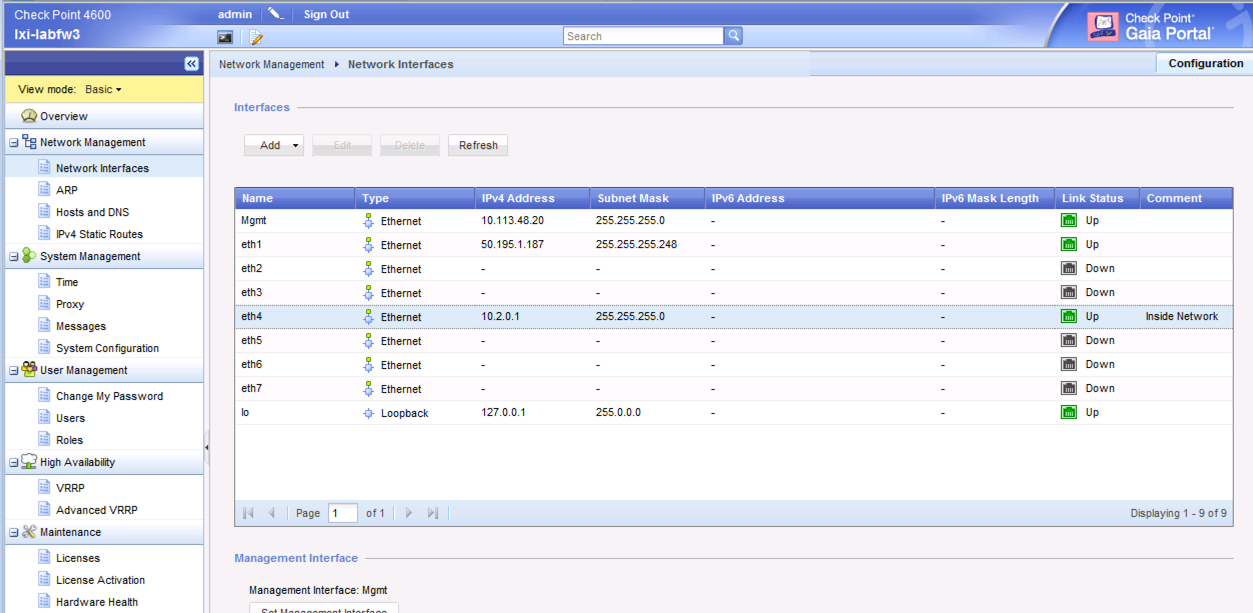 Check Point 4600
lxi-labfw3
admin Sign Out
Search
Check Point
Gaia Portal
Network Management Network Interfaces
Configuration
View mode: Basic
Overview
Network Management
Network Interfaces
ARP
Hosts and DNS
IPv4 Static Routes
System Management
Time
Proxy
Messages
System Configuration
User Management
Change My Password
Users
Roles
High Availability
VRRP
Advanced VRRP
Maintenance
Licenses
License Activation
Hardware Health
Interfaces
Add Edit Delete Refresh
Name Type IPv4 Address Subnet Mask IPv6 Address IPv6 Mask Length Link Status Comment
Mgmt Ethernet 10.113.48.20 255.255.255.0 - - Up
eth1 Ethernet 50.195.1.187 255.255.255.248 - - Up
eth2 Ethernet - - - - Down
eth3 Ethernet - - - - Down
eth4 Ethernet 10.2.0.1 255.255.255.0 - - Up Inside Network
eth5 Ethernet - - - - Down
eth6 Ethernet - - - - Down
eth7 Ethernet - - - - Down
lo Loopback 127.0.0.1 255.0.0.0 - - Up
Page 1 of 1 Displaying 1 - 9 of 9
Management Interface
Management Interface: Mgmt
Set Management Interface